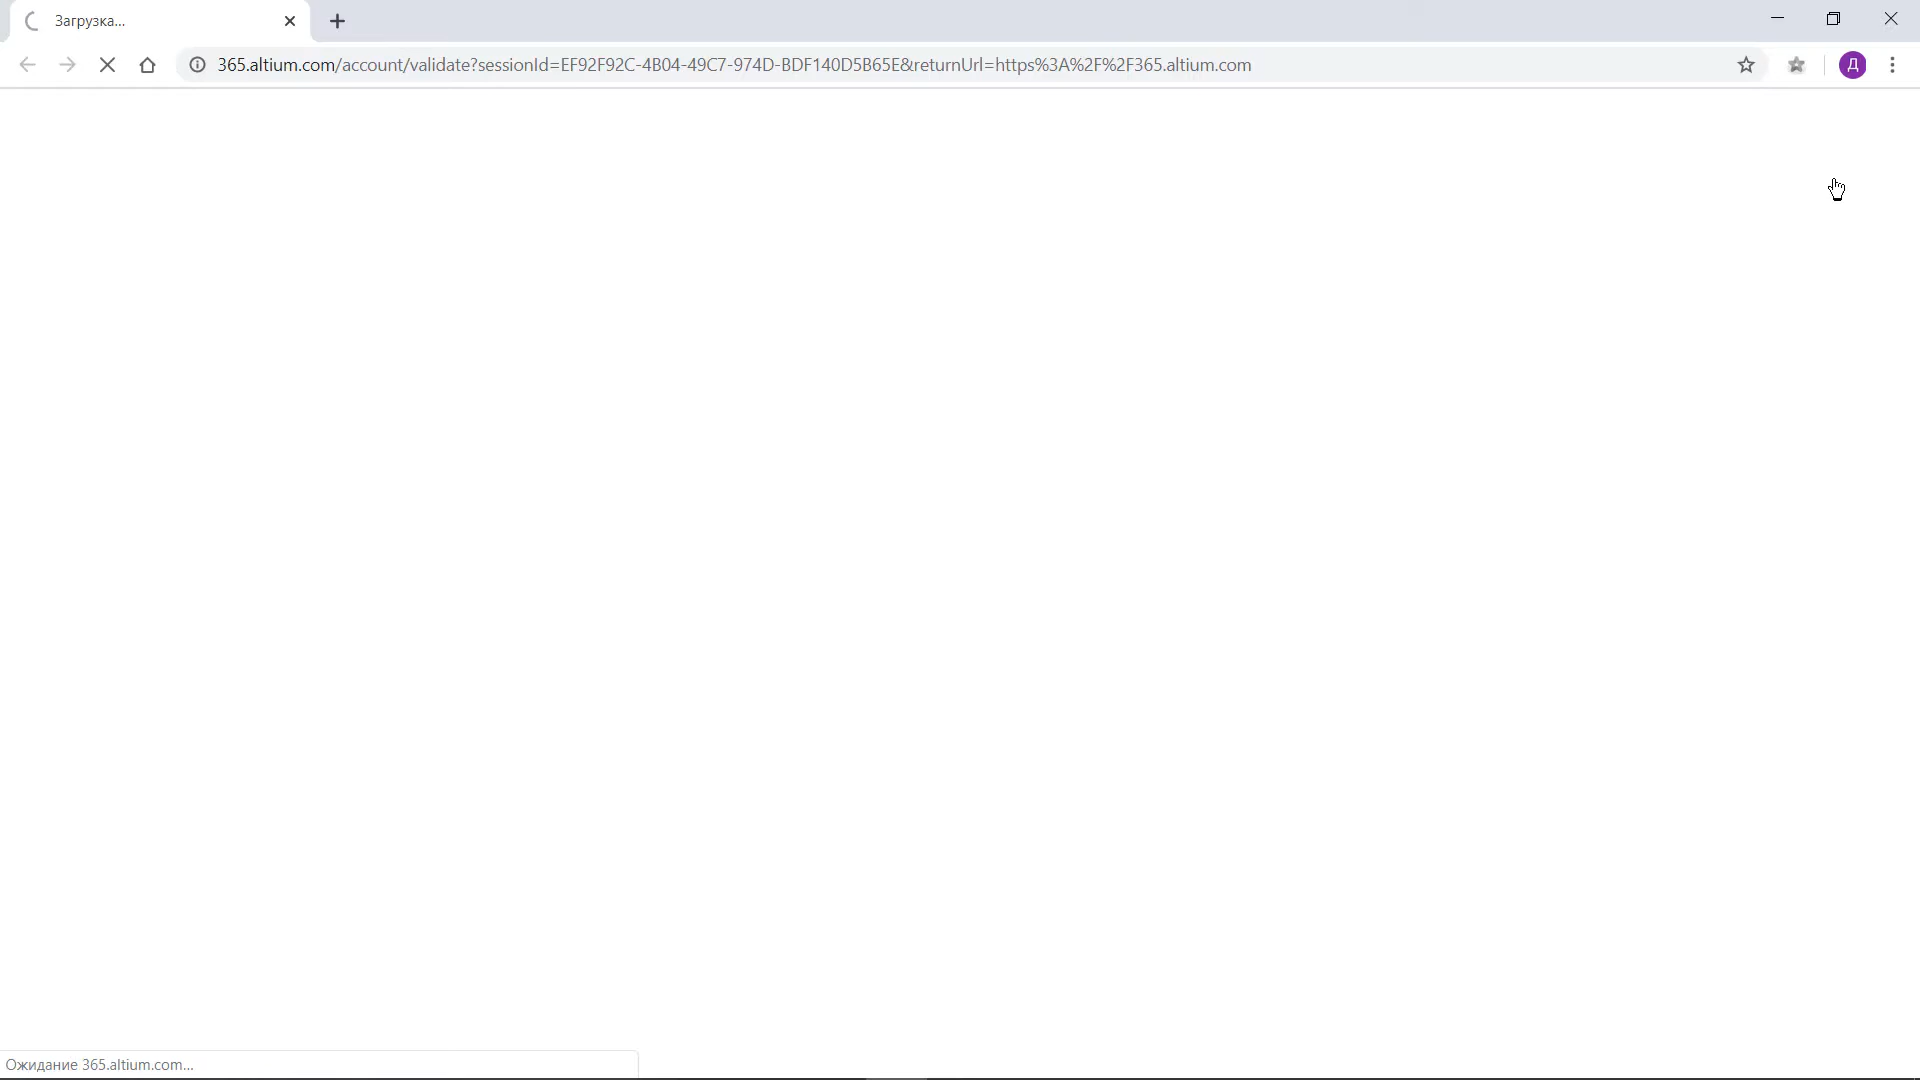 Загрузка...
365.altium.com/account/validate?sessionId=EF92F92C-4B04-49C7-974D-BDF140D5B65E&returnUrl=https%3A%2F%2F365.altium.com
Д
Ожидание 365.altium.com...